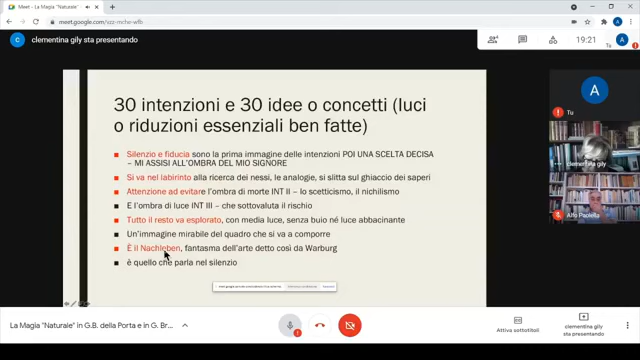 Meet - La Magia "Naturale"
meet.google.com/vzz-mche-wfb
clementina gily sta presentando
19:21
Tu
30 intenzioni e 30 idee o concetti (luci
o riduzioni essenziali ben fatte)
Silenzio e fiducia sono la prima immagine delle intenzioni POI UNA SCELTA DECISA
– MI ASSISI ALL'OMBRA DEL MIO SIGNORE
Si va nel labirinto alla ricerca dei nessi, le analogie, si slitta sul ghiaccio dei saperi
Attenzione ad evitare l'ombra di morte INT II – lo scetticismo, il nichilismo
E l'ombra di luce INT III – che sottovaluta il rischio
Tutto il resto va esplorato, con media luce, senza buio né luce abbacinante
Un'immagine mirabile del quadro che si va a comporre
È il Nachleben, fantasma dell'arte detto così da Warburg
è quello che parla nel silenzio
A
Tu
clementina gily
Alfo Paolella
La Magia "Naturale" in G.B. della Porta e in G. Br...
Attiva sottotitoli
clementina gily
sta presentando